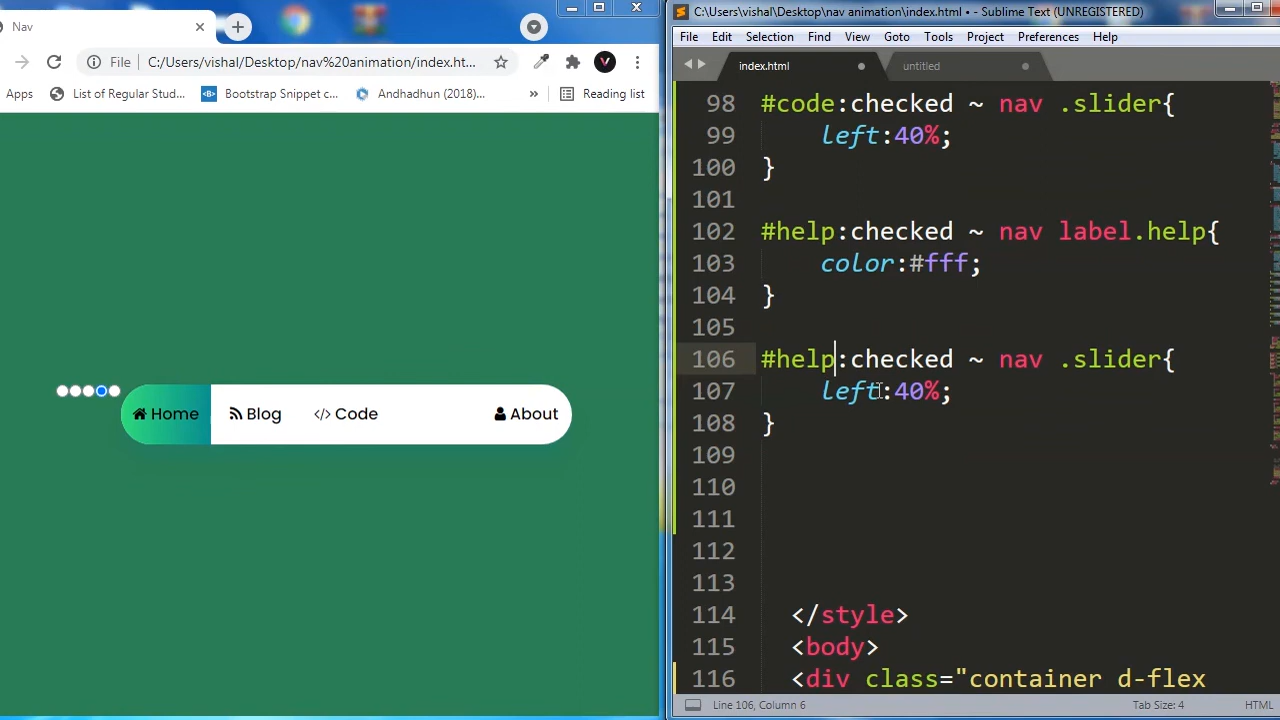 Nav
File C:/Users/vishal/Desktop/nav%20animation/index.ht...
Apps List of Regular Stud... Bootstrap Snippet c... Andhadhun (2018)... » Reading list
Home Blog </> Code About
C:\Users\vishal\Desktop\nav animation\index.html • - Sublime Text (UNREGISTERED)
File Edit Selection Find View Goto Tools Project Preferences Help
index.html untitled
98 #code:checked ~ nav .slider{
99 left:40%;
100 }
101
102 #help:checked ~ nav label.help{
103 color:#fff;
104 }
105
106 #help:checked ~ nav .slider{
107 left:40%;
108 }
109
110
111
112
113
114 </style>
115 <body>
116 <div class="container d-flex
Line 106, Column 6 Tab Size: 4 HTML